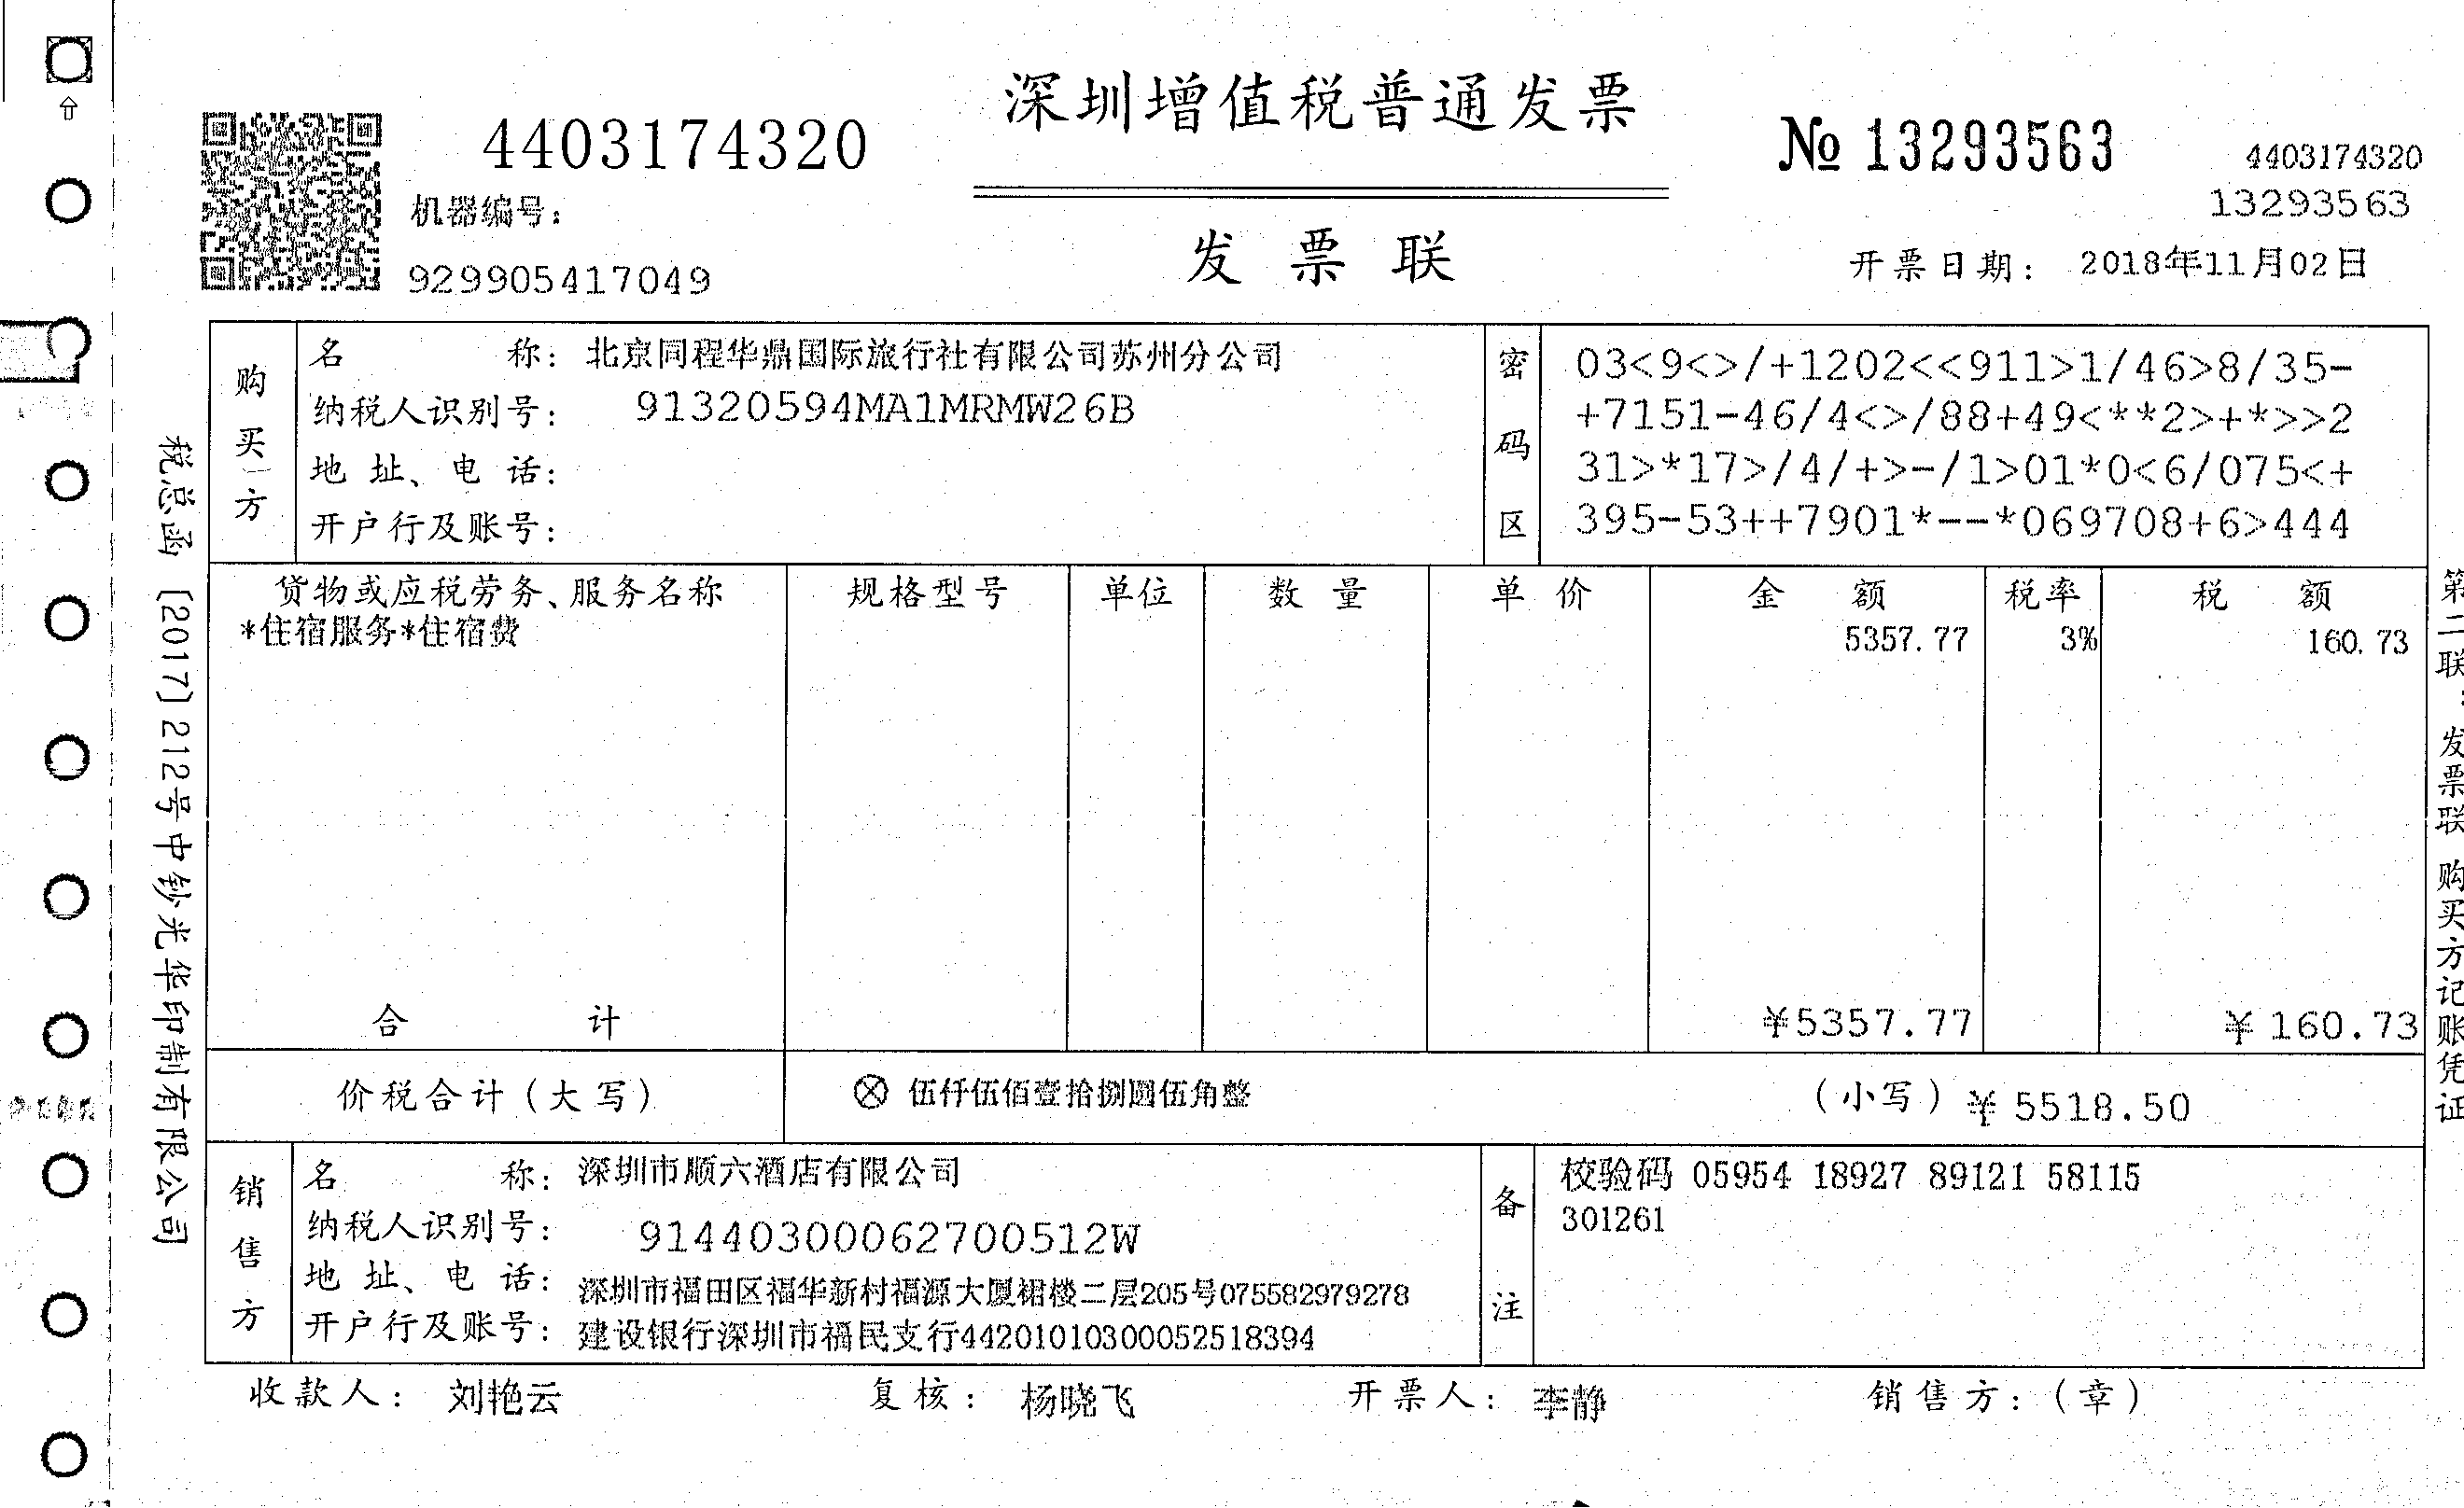 深圳增值税普通发票
4403174320
№ 13293563
4403174320
13293563
机器编号：
929905417049
发票联
开票日期： 2018年11月02日
购买方
名称： 北京同程华鼎国际旅行社有限公司苏州分公司
纳税人识别号： 91320594MA1MRMW26B
地址、电话：
开户行及账号：
密码区
03<9<>/+1202<<911>1/46>8/35-
+7151-46/4<>/88+49<**2>+*>>2
31>*17>/4/+>-/1>01*0<6/075<+
395-53++7901*--*069708+6>444
货物或应税劳务、服务名称 规格型号 单位 数量 单价 金额 税率 税额
*住宿服务*住宿费 5357.77 3% 160.73
合计 ¥5357.77 ¥160.73
价税合计（大写） ⊗ 伍仟伍佰壹拾捌圆伍角整 （小写）¥5518.50
销售方
名称： 深圳市顺六酒店有限公司
纳税人识别号： 91440300062700512W
地址、电话： 深圳市福田区福华新村福源大厦裙楼二层205号075582979278
开户行及账号： 建设银行深圳市福民支行44201010300052518394
备注
校验码 05954 18927 89121 58115
301261
收款人： 刘艳云 复核： 杨晓飞 开票人： 李静 销售方：（章）
税总函〔2017〕212号中钞光华印制有限公司
第二联：发票联 购买方记账凭证